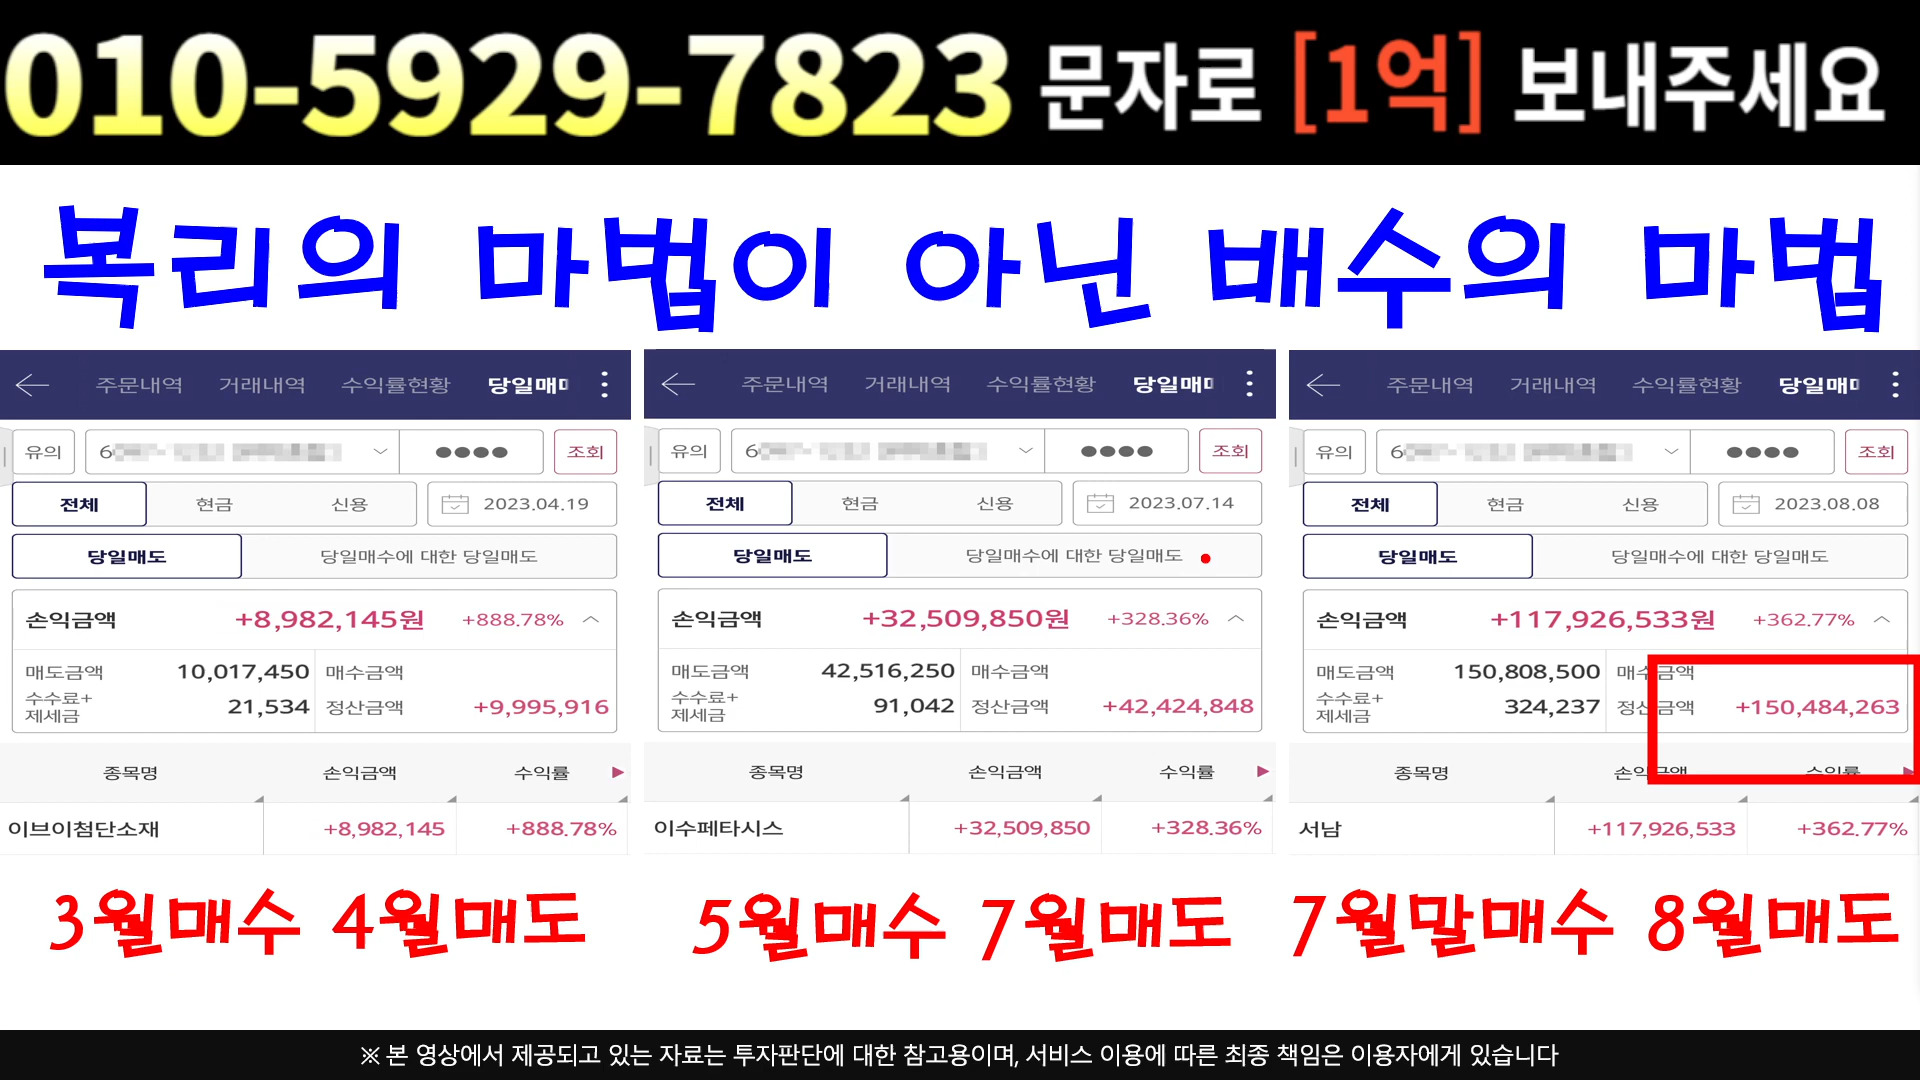 010-5929-7823 문자로 [1억] 보내주세요
복리의 마법이 아닌 배수의 마법
주문내역 거래내역 수익률현황 당일매
유의 6 ●●●● 조회
전체 현금 신용 2023.04.19
당일매도 당일매수에 대한 당일매도
손익금액 +8,982,145원 +888.78%
매도금액 10,017,450 매수금액
수수료+
제세금 21,534 정산금액 +9,995,916
종목명 손익금액 수익률
이브이첨단소재 +8,982,145 +888.78%
3월매수 4월매도
주문내역 거래내역 수익률현황 당일매
유의 6 ●●●● 조회
전체 현금 신용 2023.07.14
당일매도 당일매수에 대한 당일매도
손익금액 +32,509,850원 +328.36%
매도금액 42,516,250 매수금액
수수료+
제세금 91,042 정산금액 +42,424,848
종목명 손익금액 수익률
이수페타시스 +32,509,850 +328.36%
5월매수 7월매도
주문내역 거래내역 수익률현황 당일매
유의 6 ●●●● 조회
전체 현금 신용 2023.08.08
당일매도 당일매수에 대한 당일매도
손익금액 +117,926,533원 +362.77%
매도금액 150,808,500 매수금액
수수료+
제세금 324,237 정산금액 +150,484,263
종목명 손익금액 수익률
서남 +117,926,533 +362.77%
7월말매수 8월매도
※ 본 영상에서 제공되고 있는 자료는 투자판단에 대한 참고용이며, 서비스 이용에 따른 최종 책임은 이용자에게 있습니다